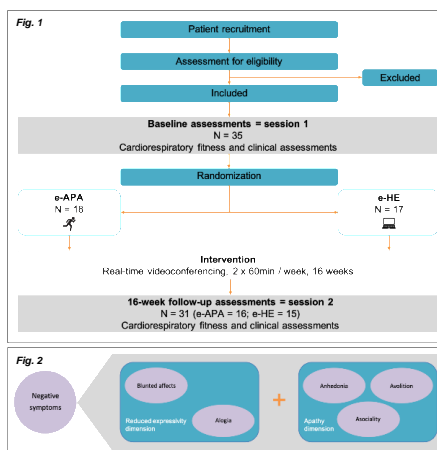 Fig. 1
Patient recruitment
Assessment for eligibility
Excluded
Included
Baseline assessments = session 1
N = 35
Cardiorespiratory fitness and clinical assessments
Randomization
e-APA
N = 18
e-HE
N = 17
Intervention
Real-time videoconferencing, 2 x 60min / week, 16 weeks
16-week follow-up assessments = session 2
N = 31 (e-APA = 16; e-HE = 15)
Cardiorespiratory fitness and clinical assessments
Fig. 2
Negative
symptoms
Blunted affects
Reduced expressivity
dimension
Alogia
+
Anhedonia
Avolition
Asociality
Apathy
dimension